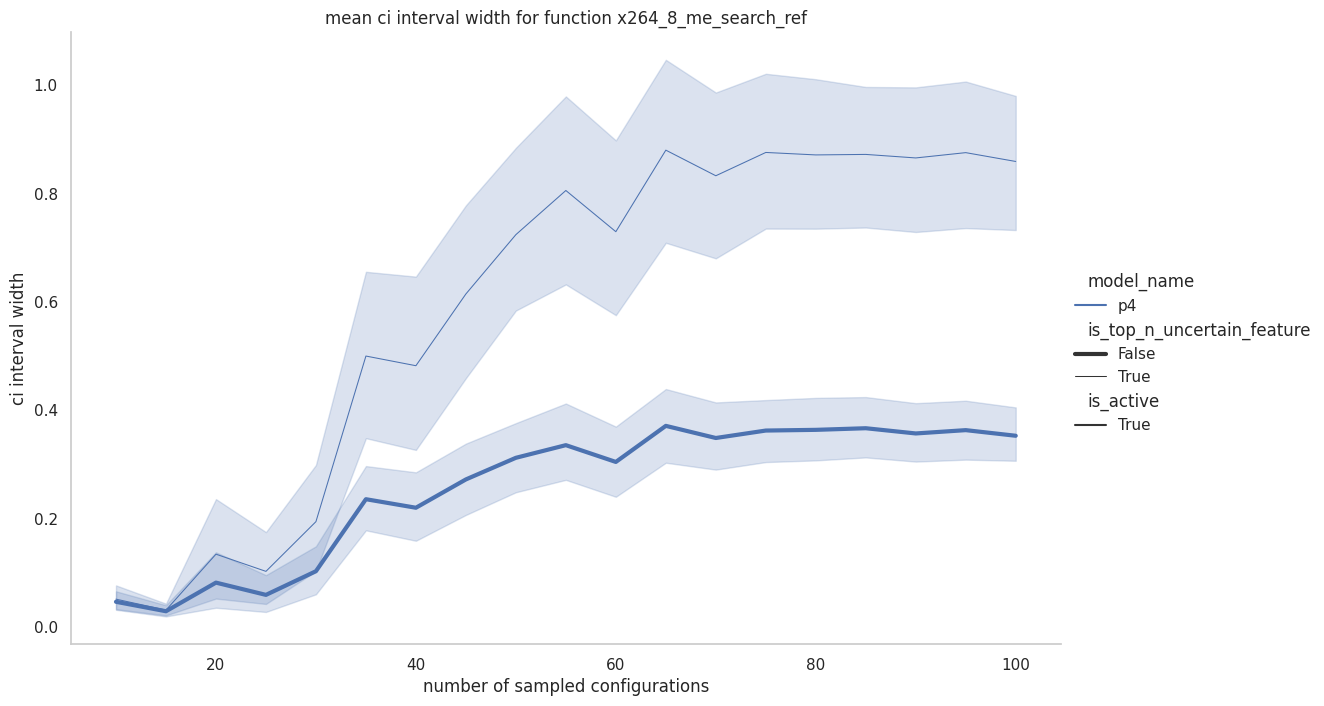 mean ci interval width for function x264_8_me_search_ref
ci interval width
1.0
0.8
0.6
0.4
0.2
0.0
20
40
60
80
100
number of sampled configurations
model_name
p4
is_top_n_uncertain_feature
False
True
is_active
True